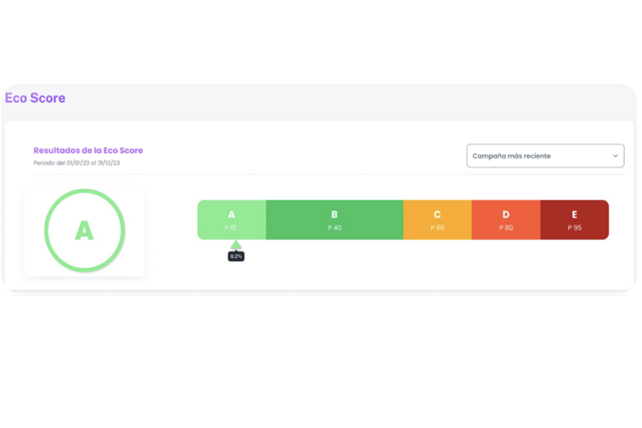 Eco Score
Resultados de la Eco Score
Periodo del 01/01/23 al 31/12/23
Campaña más reciente
A
A B C D E
P 10 P 40 P 60 P 80 P 95
8.2%